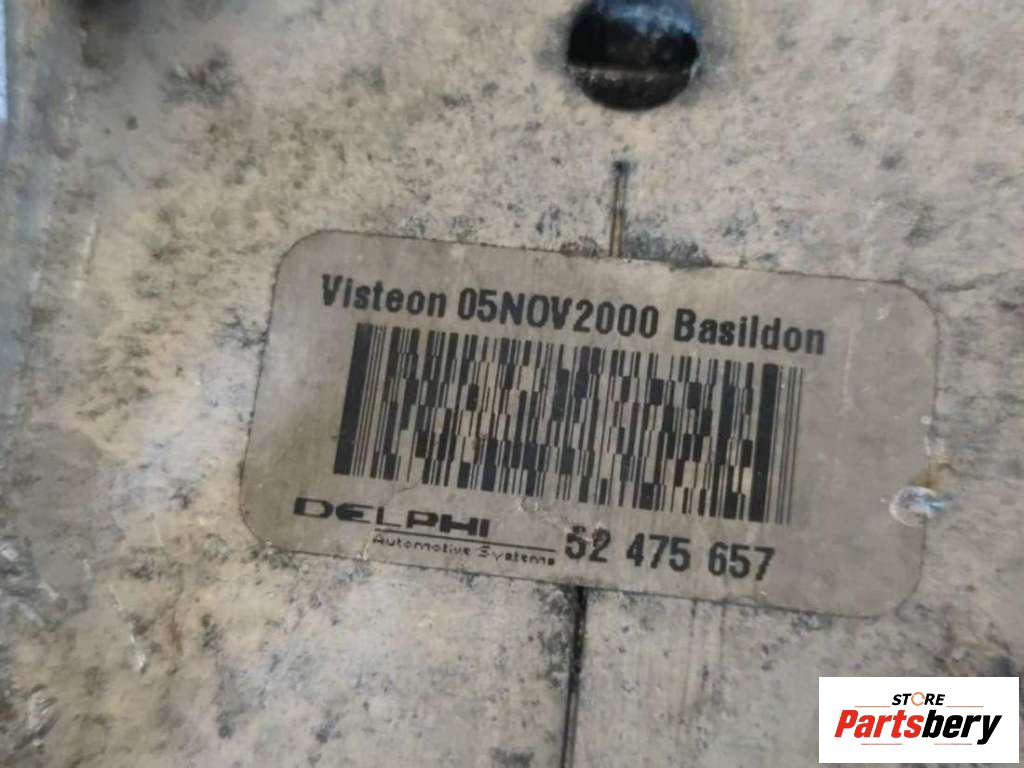 Visteon 05NOV2000 Basildon
DELPHI
Automotive Systems
52 475 657
STORE
Partsbery